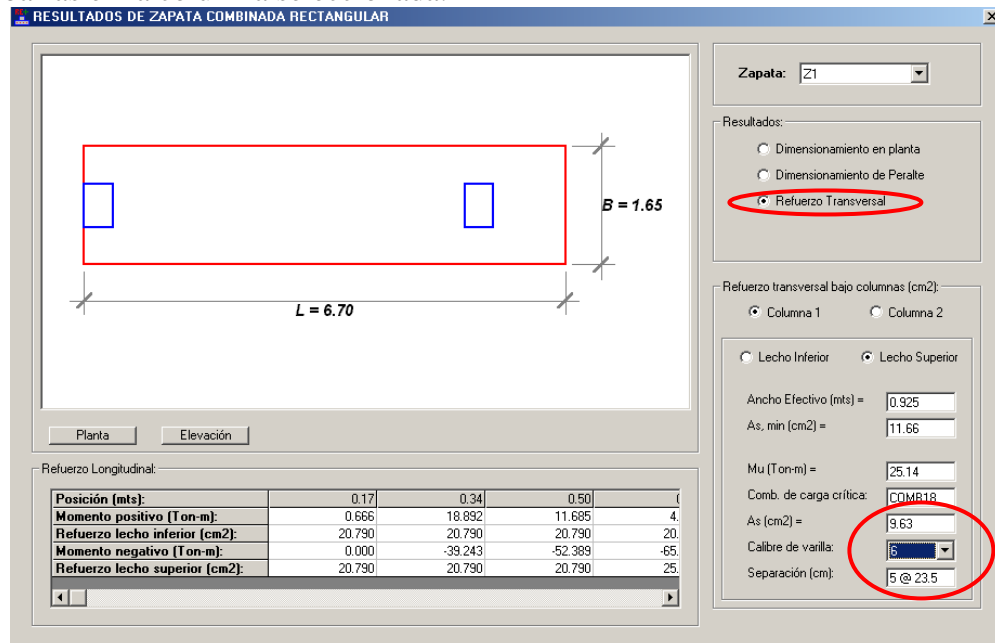 RESULTADOS DE ZAPATA COMBINADA RECTANGULAR
B = 1.65
L = 6.70
Planta
Elevación
Refuerzo Longitudinal:
Posición (mts): 0.17 0.34 0.50
Momento positivo (Ton-m): 0.666 18.892 11.685 4.
Refuerzo lecho inferior (cm2): 20.790 20.790 20.790 20.
Momento negativo (Ton-m): 0.000 -39.243 -52.389 -65.
Refuerzo lecho superior (cm2): 20.790 20.790 20.790 25.
Zapata: Z1
Resultados:
Dimensionamiento en planta
Dimensionamiento de Peralte
Refuerzo Transversal
Refuerzo transversal bajo columnas (cm2):
Columna 1 Columna 2
Lecho Inferior Lecho Superior
Ancho Efectivo (mts) = 0.925
As, min (cm2) = 11.66
Mu (Ton-m) = 25.14
Comb. de carga crítica: COMB18
As (cm2) = 9.63
Calibre de varilla: 6
Separación (cm): 5 @ 23.5